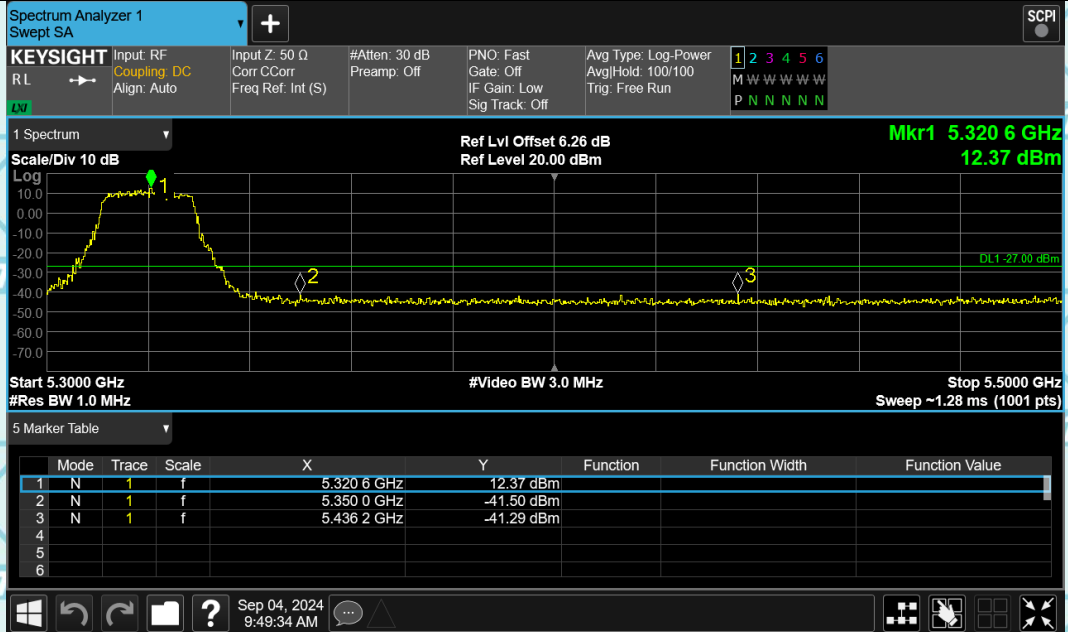 Spectrum Analyzer 1
Swept SA
SCPI
KEYSIGHT
R L
LXI
Input: RF
Coupling: DC
Align: Auto
Input Z: 50 Ω
Corr CCorr
Freq Ref: Int (S)
#Atten: 30 dB
Preamp: Off
PNO: Fast
Gate: Off
IF Gain: Low
Sig Track: Off
Avg Type: Log-Power
Avg|Hold: 100/100
Trig: Free Run
1 2 3 4 5 6
M W W W W W
P N N N N N
1 Spectrum
Scale/Div 10 dB
Ref Lvl Offset 6.26 dB
Ref Level 20.00 dBm
Mkr1 5.320 6 GHz
12.37 dBm
Log
10.0
0.00
-10.0
-20.0
-30.0
-40.0
-50.0
-60.0
-70.0
1
2
3
DL1 -27.00 dBm
Start 5.3000 GHz
#Res BW 1.0 MHz
#Video BW 3.0 MHz
Stop 5.5000 GHz
Sweep ~1.28 ms (1001 pts)
5 Marker Table
Mode Trace Scale X Y Function Function Width Function Value
1 N 1 f 5.320 6 GHz 12.37 dBm
2 N 1 f 5.350 0 GHz -41.50 dBm
3 N 1 f 5.436 2 GHz -41.29 dBm
4
5
6
?
Sep 04, 2024
9:49:34 AM